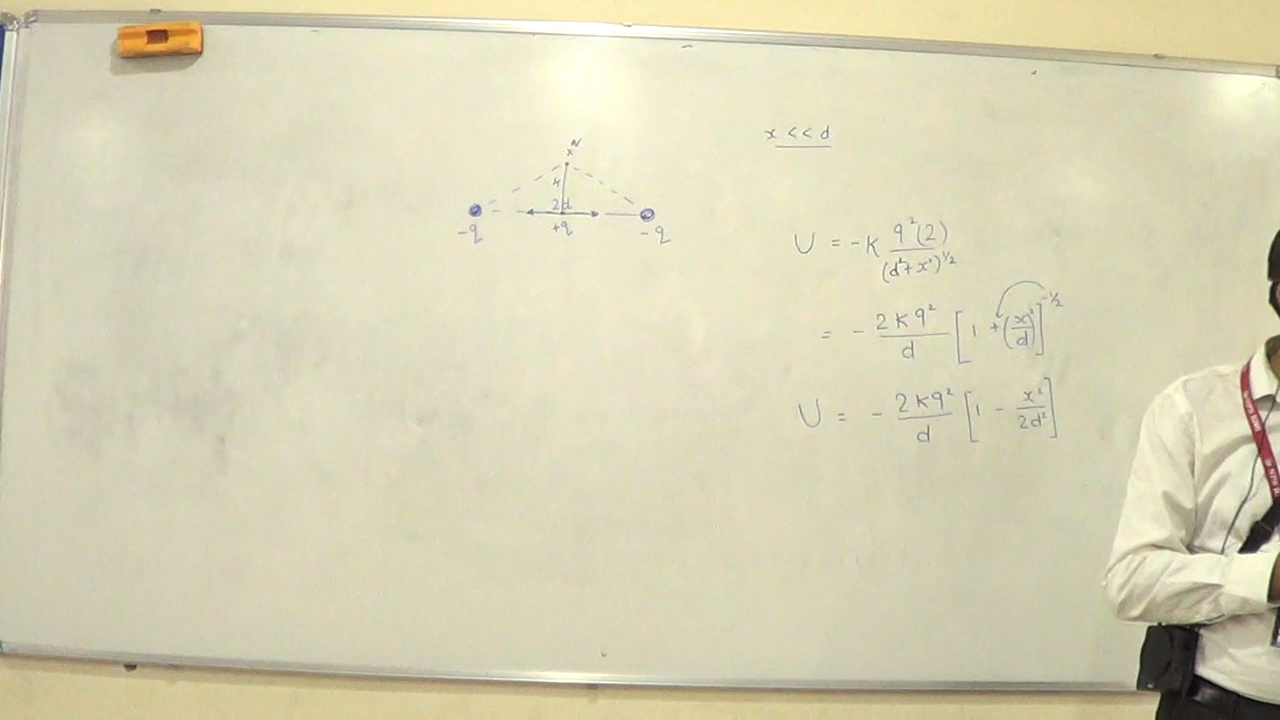 x << d
x
2d
-q +q -q
U = -K q²(2) / (d²+x²)^1/2
= - 2Kq² / d [1 + (x/d)²]^-1/2
U = - 2Kq² / d [1 - x² / 2d²]